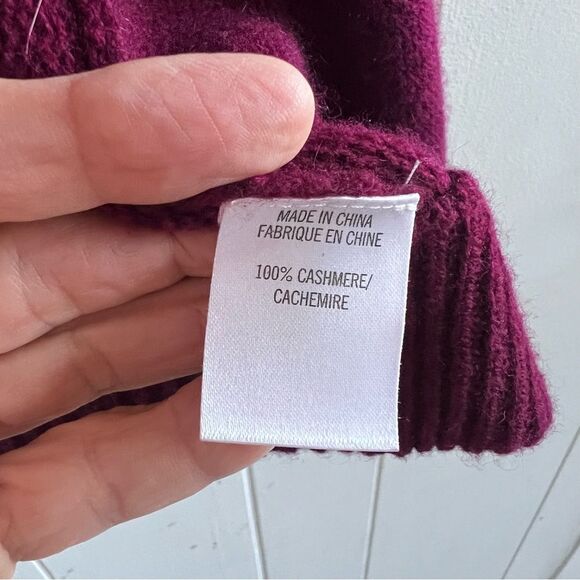 MADE IN CHINA
FABRIQUE EN CHINE
100% CASHMERE/
CACHEMIRE